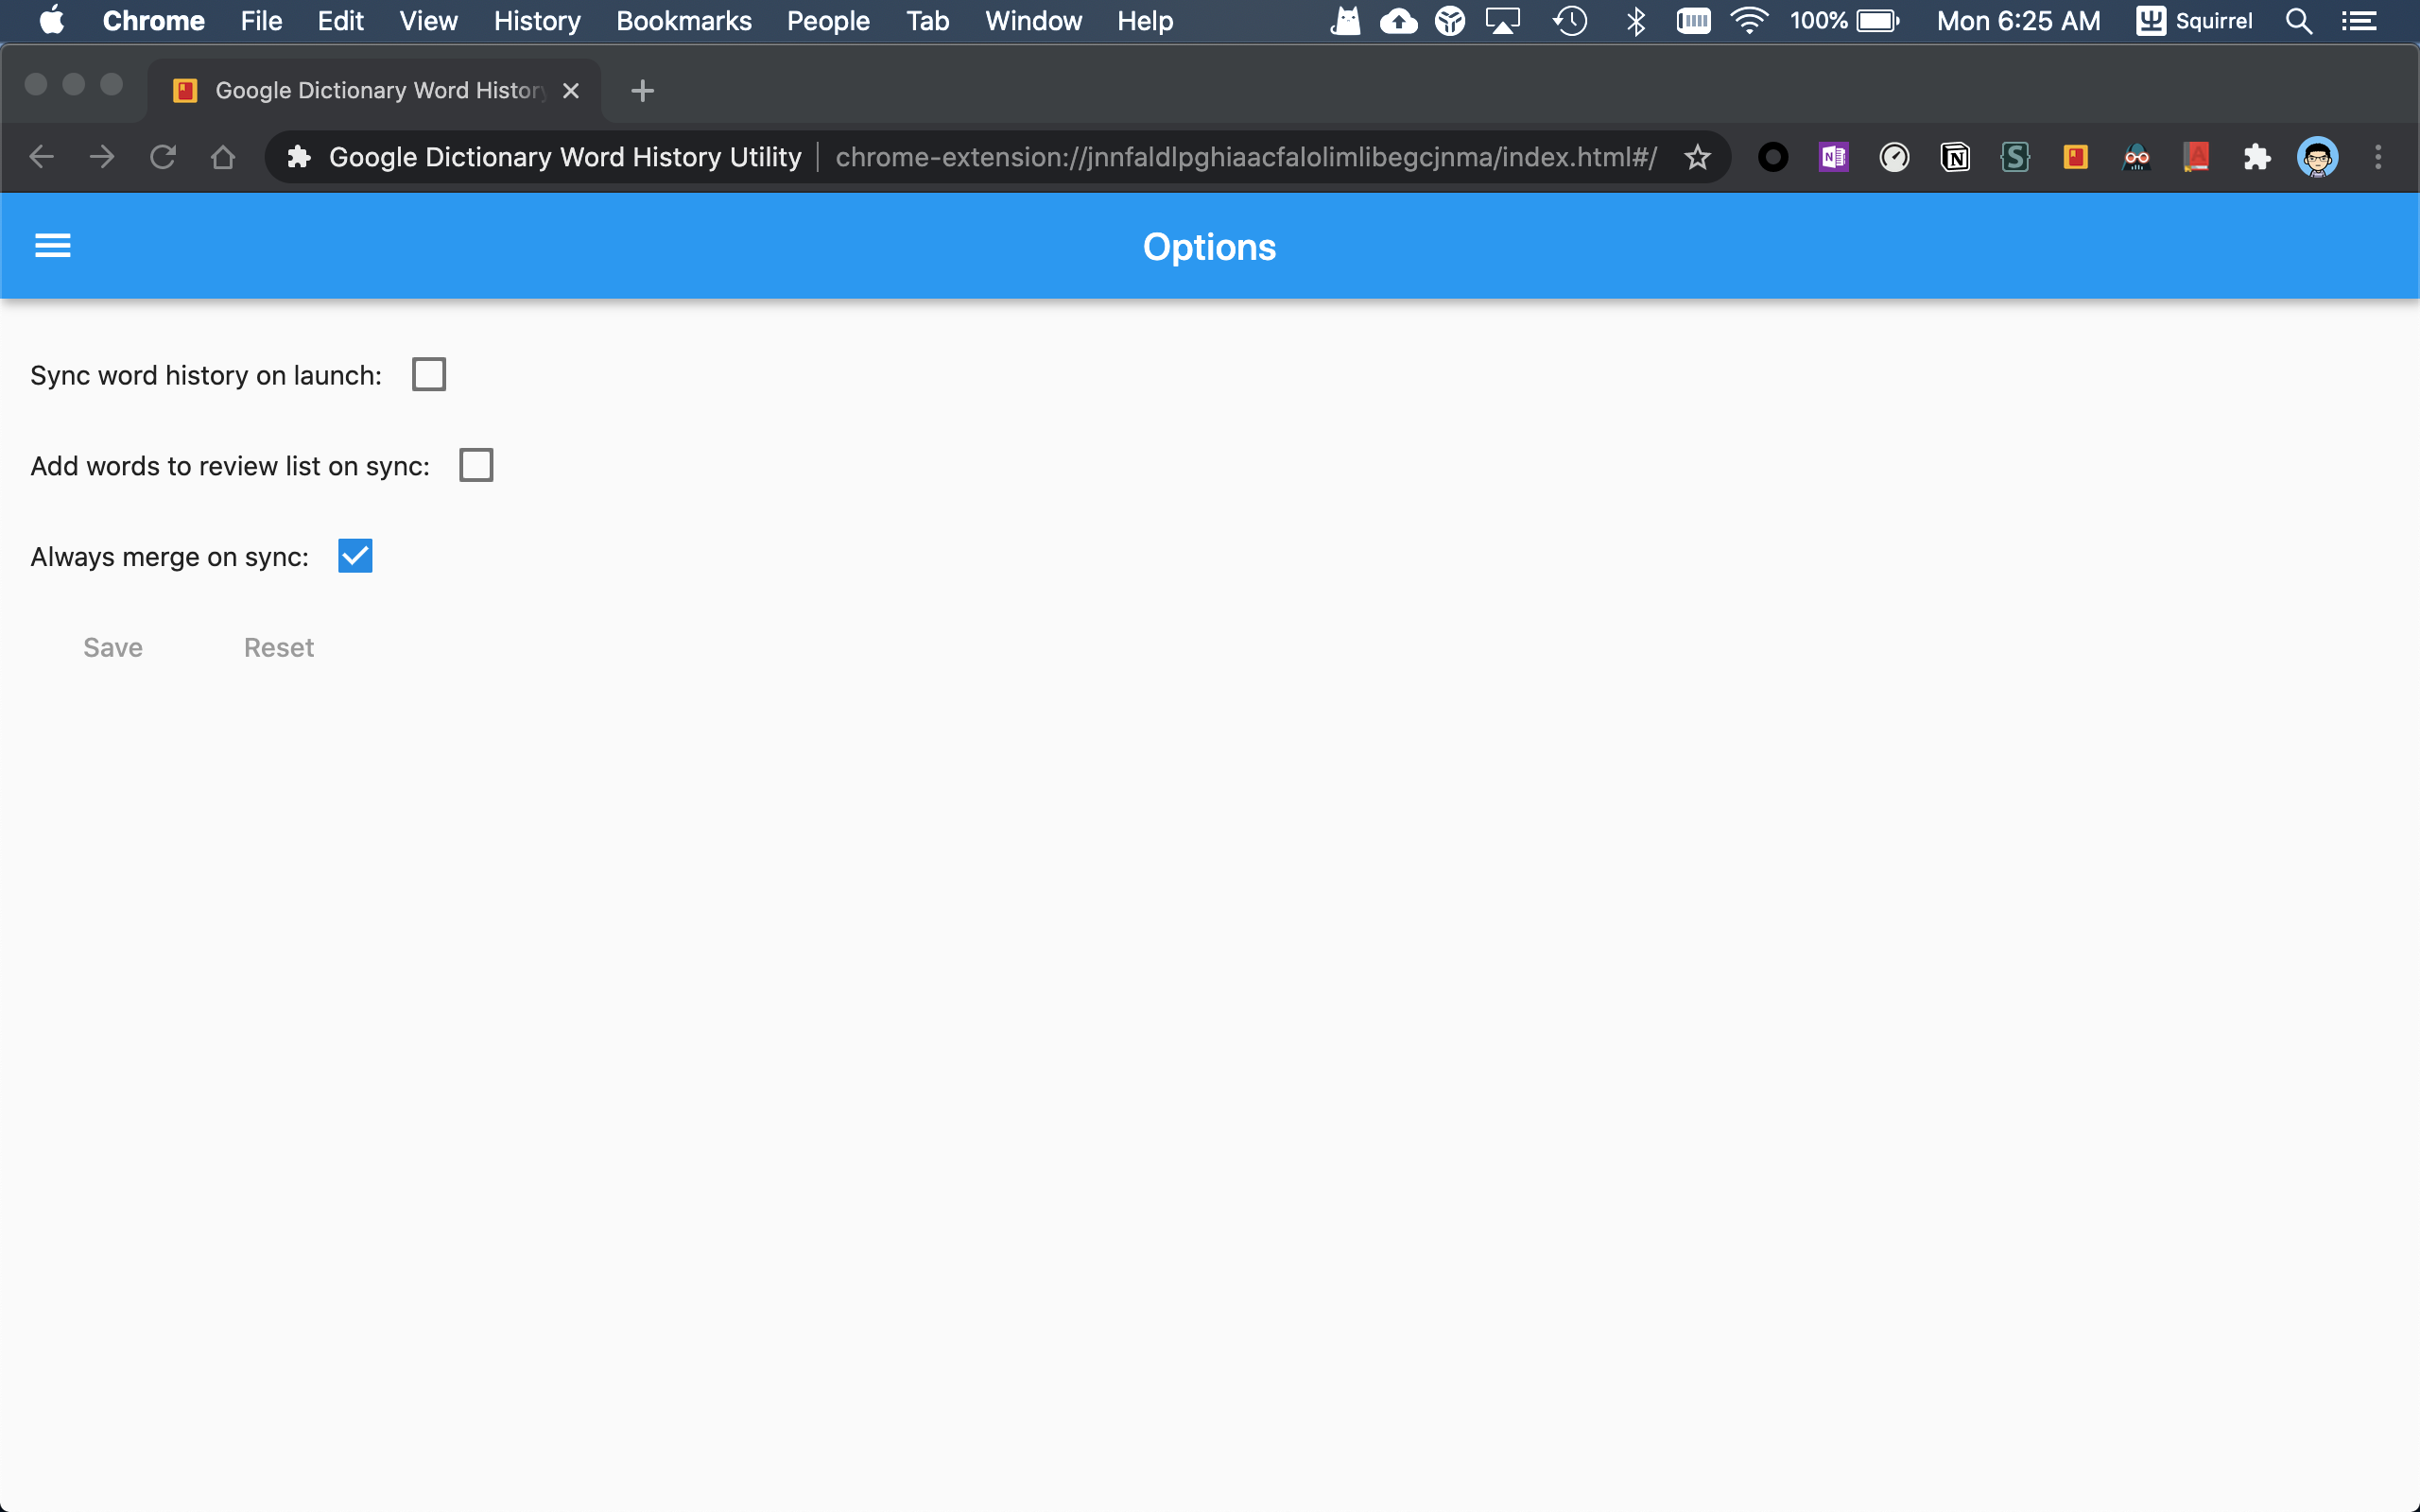 Chrome File Edit View History Bookmarks People Tab Window Help 100% Mon 6:25 AM Squirrel
Google Dictionary Word History
Google Dictionary Word History Utility chrome-extension://jnnfaldlpghiaacfalolimlibegcjnma/index.html#/
Options
Sync word history on launch:
Add words to review list on sync:
Always merge on sync:
Save Reset